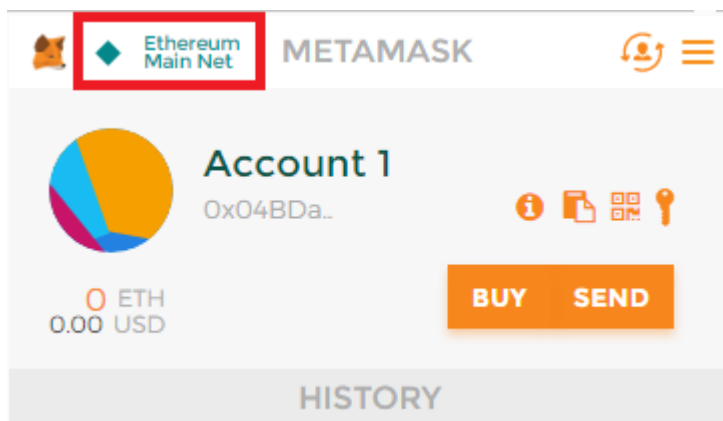 Ethereum
Main Net
METAMASK
Account 1
0x04BDa..
0 ETH
0.00 USD
BUY
SEND
HISTORY